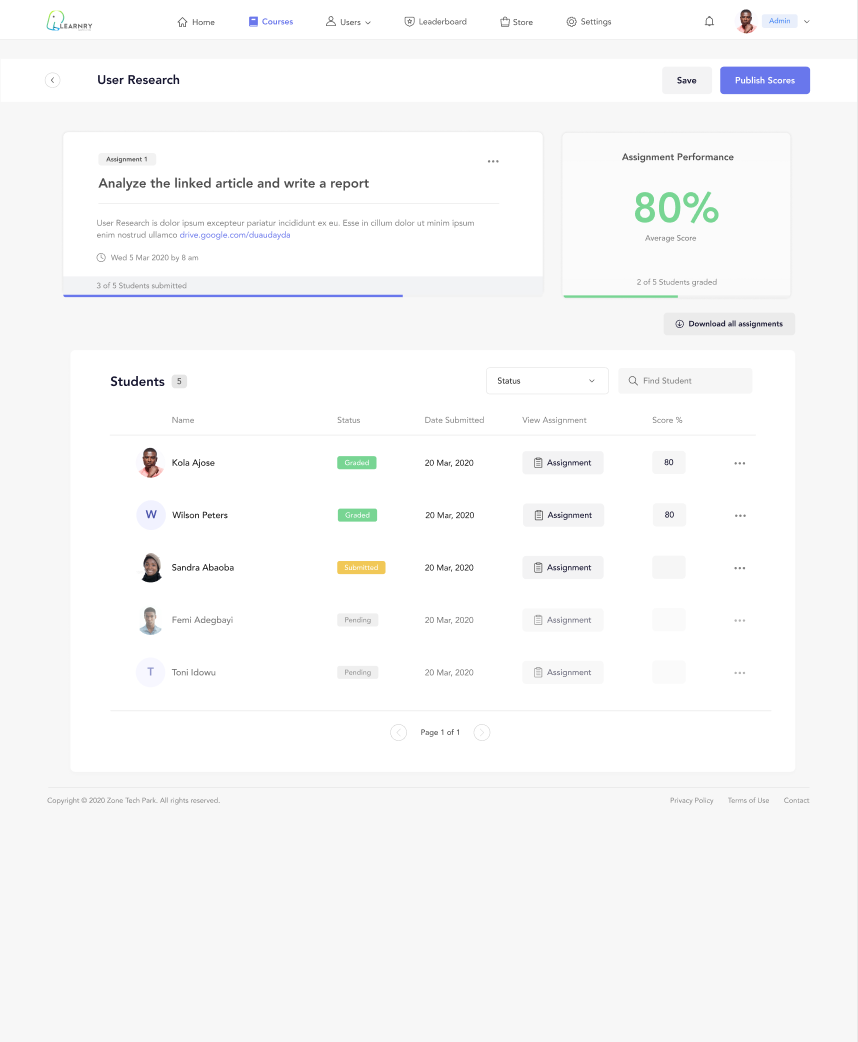 LEARNRY
Home
Courses
Users
Leaderboard
Store
Settings
Admin
User Research
Save
Publish Scores
Assignment 1
Analyze the linked article and write a report
User Research is dolor ipsum excepteur pariatur incididunt ex eu. Esse in cillum dolor ut minim ipsum
enim nostrud ullamco drive.google.com/duaudayda
Wed 5 Mar 2020 by 8 am
3 of 5 Students submitted
Assignment Performance
80%
Average Score
2 of 5 Students graded
Download all assignments
Students 5
Status
Find Student
Name Status Date Submitted View Assignment Score %
Kola Ajose Graded 20 Mar, 2020 Assignment 80
W Wilson Peters Graded 20 Mar, 2020 Assignment 80
Sandra Abaoba Submitted 20 Mar, 2020 Assignment
Femi Adegbayi Pending 20 Mar, 2020 Assignment
T Toni Idowu Pending 20 Mar, 2020 Assignment
Page 1 of 1
Copyright © 2020 Zone Tech Park. All rights reserved.
Privacy Policy
Terms of Use
Contact